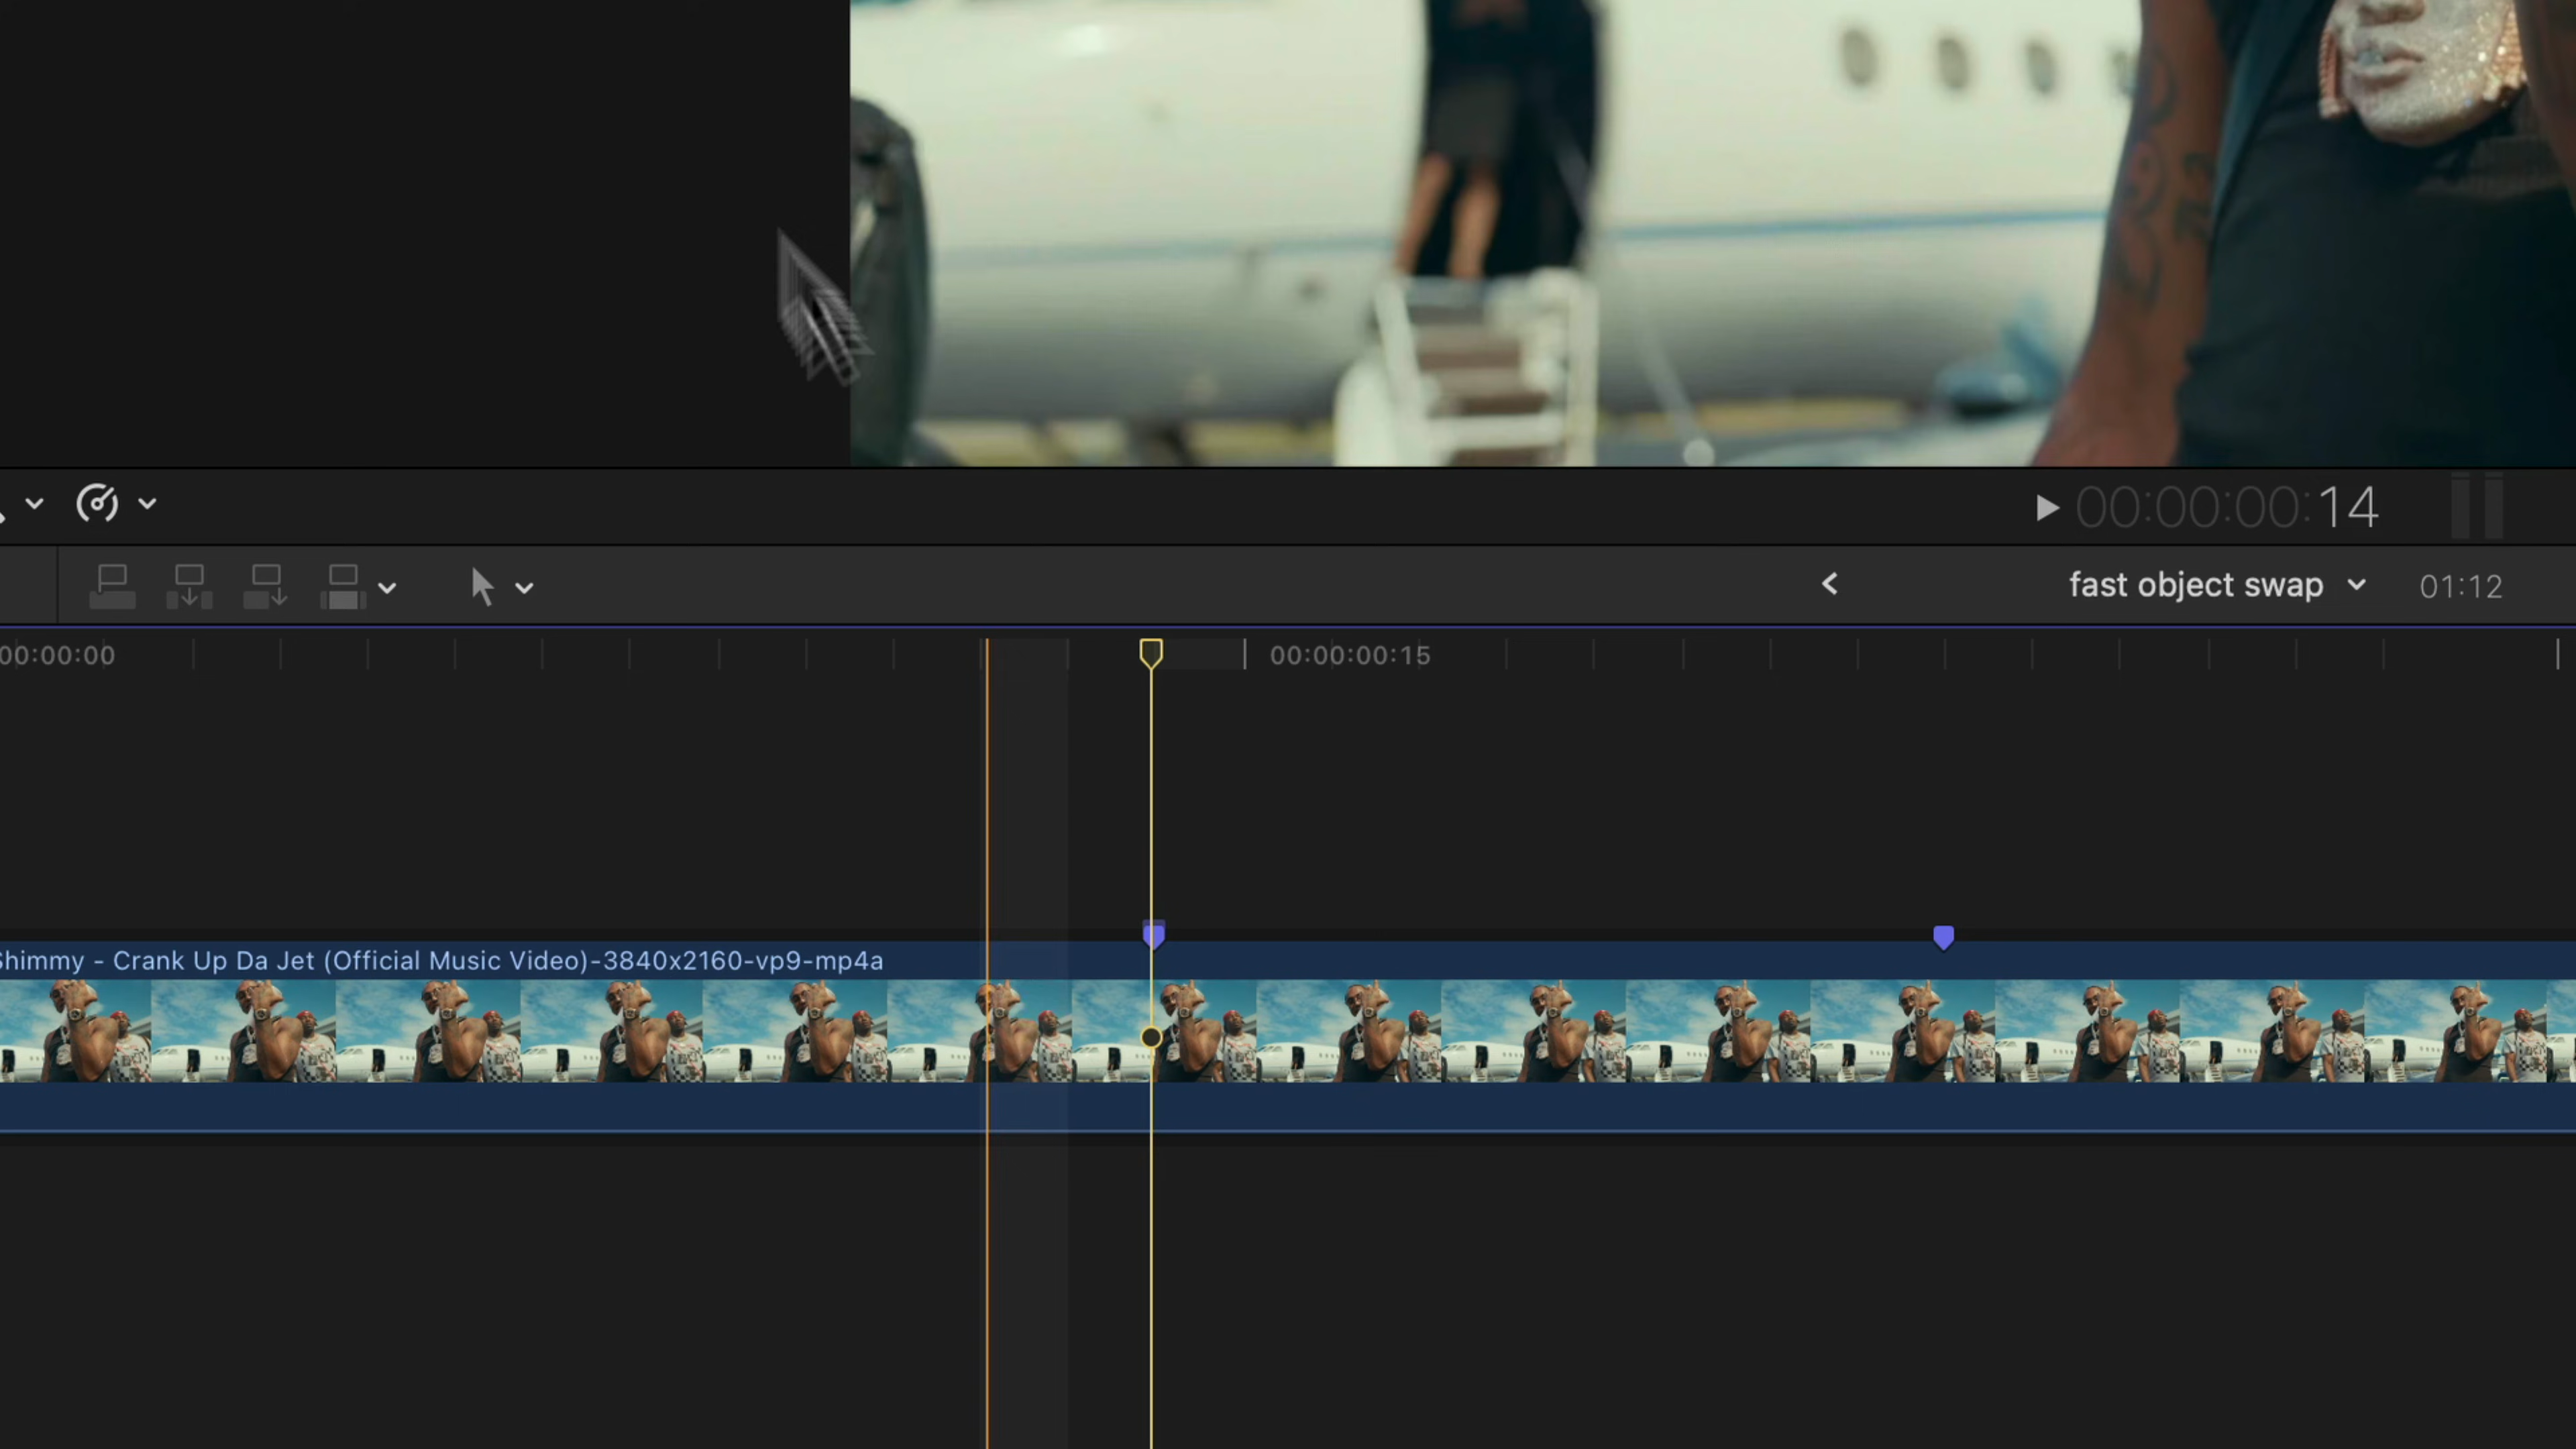 00:00:00:14
fast object swap 01:12
00:00:00 00:00:00:15
Shimmy - Crank Up Da Jet (Official Music Video)-3840x2160-vp9-mp4a